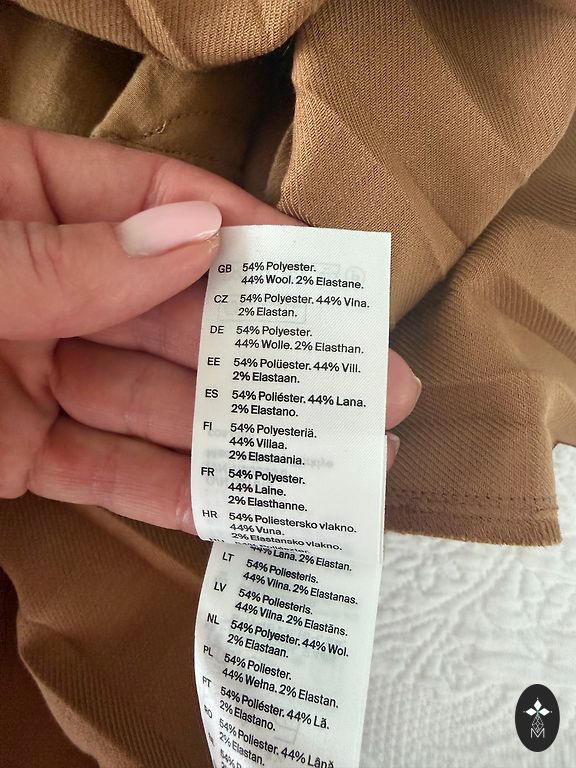 GB 54% Polyester.
44% Wool. 2% Elastane.
CZ 54% Polyester. 44% Vlna.
2% Elastan.
DE 54% Polyester.
44% Wolle. 2% Elasthan.
EE 54% Polüester. 44% Vill.
2% Elastaan.
ES 54% Poliéster. 44% Lana.
2% Elastano.
FI 54% Polyesteriä.
44% Villaa.
2% Elastaania.
FR 54% Polyester.
44% Laine.
2% Elasthanne.
HR 54% Poliestersko vlakno.
44% Vuna.
2% Elastansko vlakno.
44% Lana. 2% Elastan.
LT 54% Poliesteris.
44% Vilna. 2% Elastanas.
LV 54% Poliesteris.
44% Vilna. 2% Elastāns.
NL 54% Polyester. 44% Wol.
2% Elastaan.
PL 54% Poliester.
44% Wełna. 2% Elastan.
PT 54% Poliéster. 44% Lã.
2% Elastano.
RO 54% Poliester. 44% Lână.
2% Elastan.
54%
M